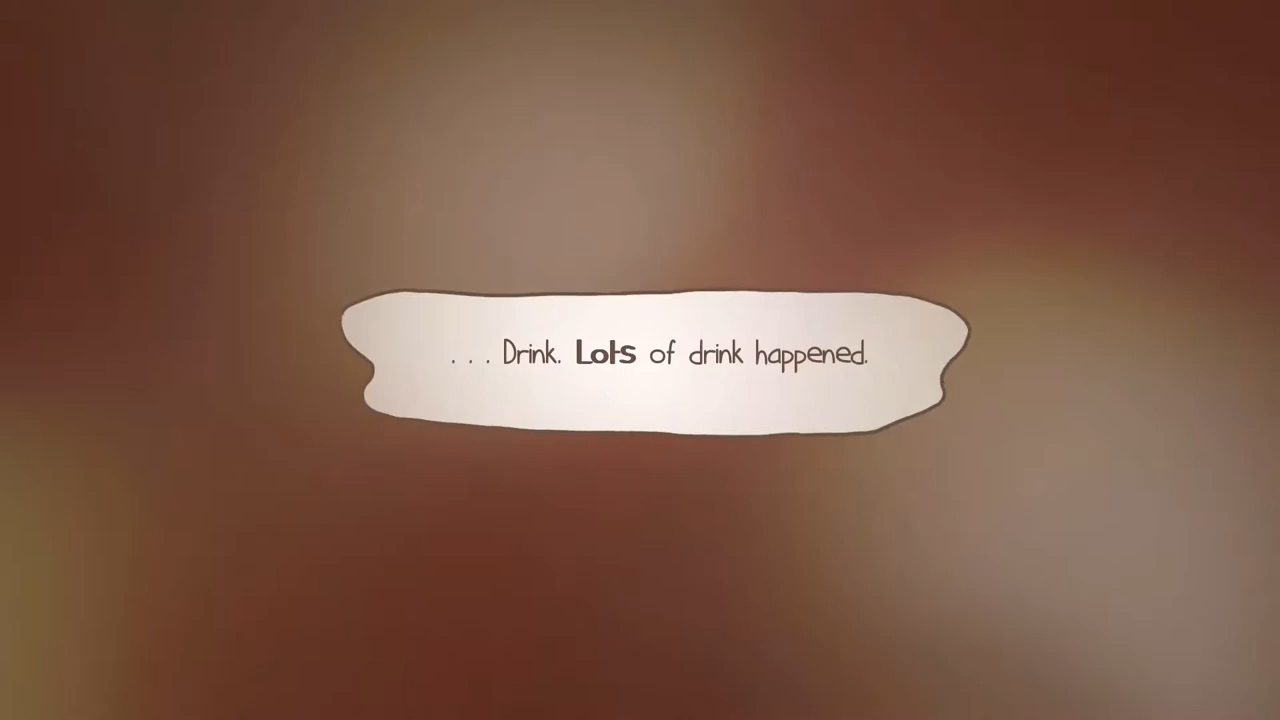 . . . Drink. Lots of drink happened.